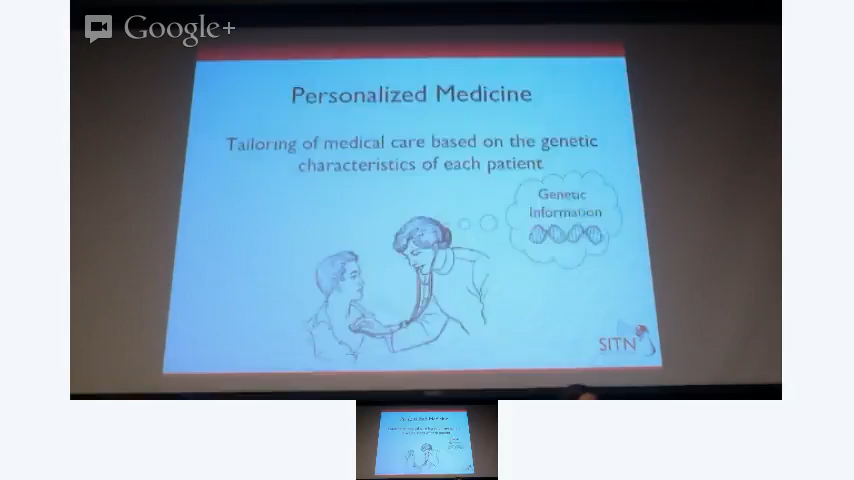 Google+
Personalized Medicine
Tailoring of medical care based on the genetic
characteristics of each patient
Genetic
Information
SITN